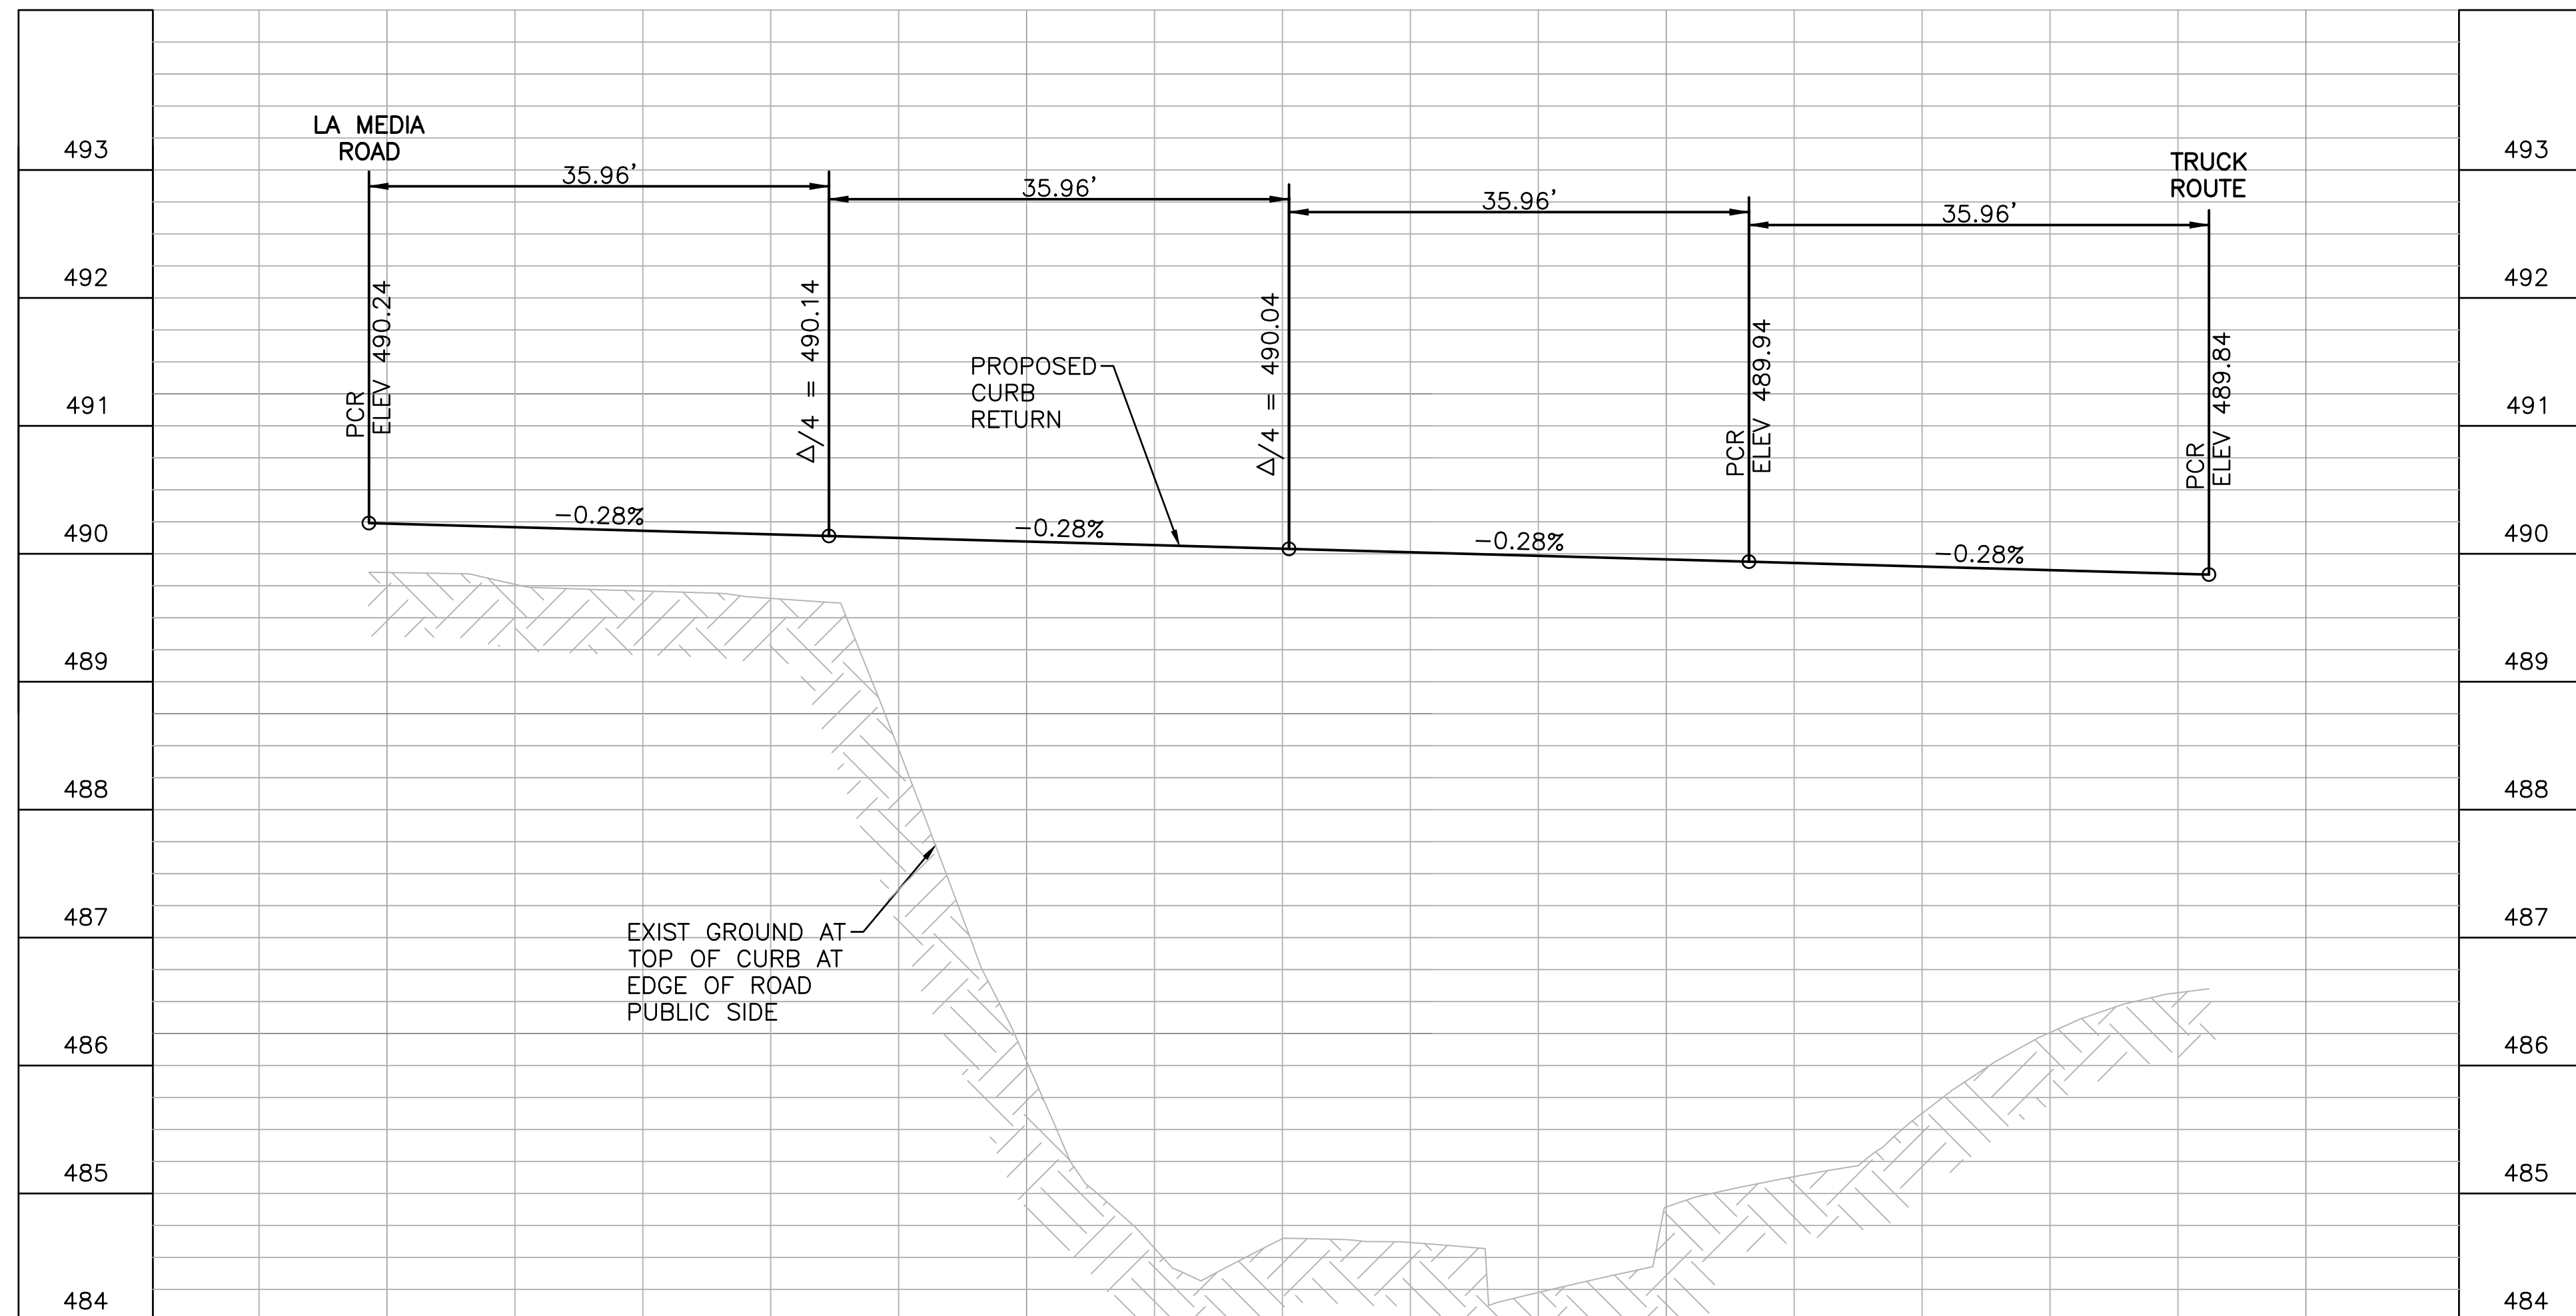 LA MEDIA
ROAD
TRUCK
ROUTE
35.96'
35.96'
35.96'
35.96'
PCR
ELEV 490.24
△/4 = 490.14
△/4 = 490.04
PCR
ELEV 489.94
PCR
ELEV 489.84
PROPOSED
CURB
RETURN
-0.28%
-0.28%
-0.28%
-0.28%
EXIST GROUND AT
TOP OF CURB AT
EDGE OF ROAD
PUBLIC SIDE
493
492
491
490
489
488
487
486
485
484
493
492
491
490
489
488
487
486
485
484